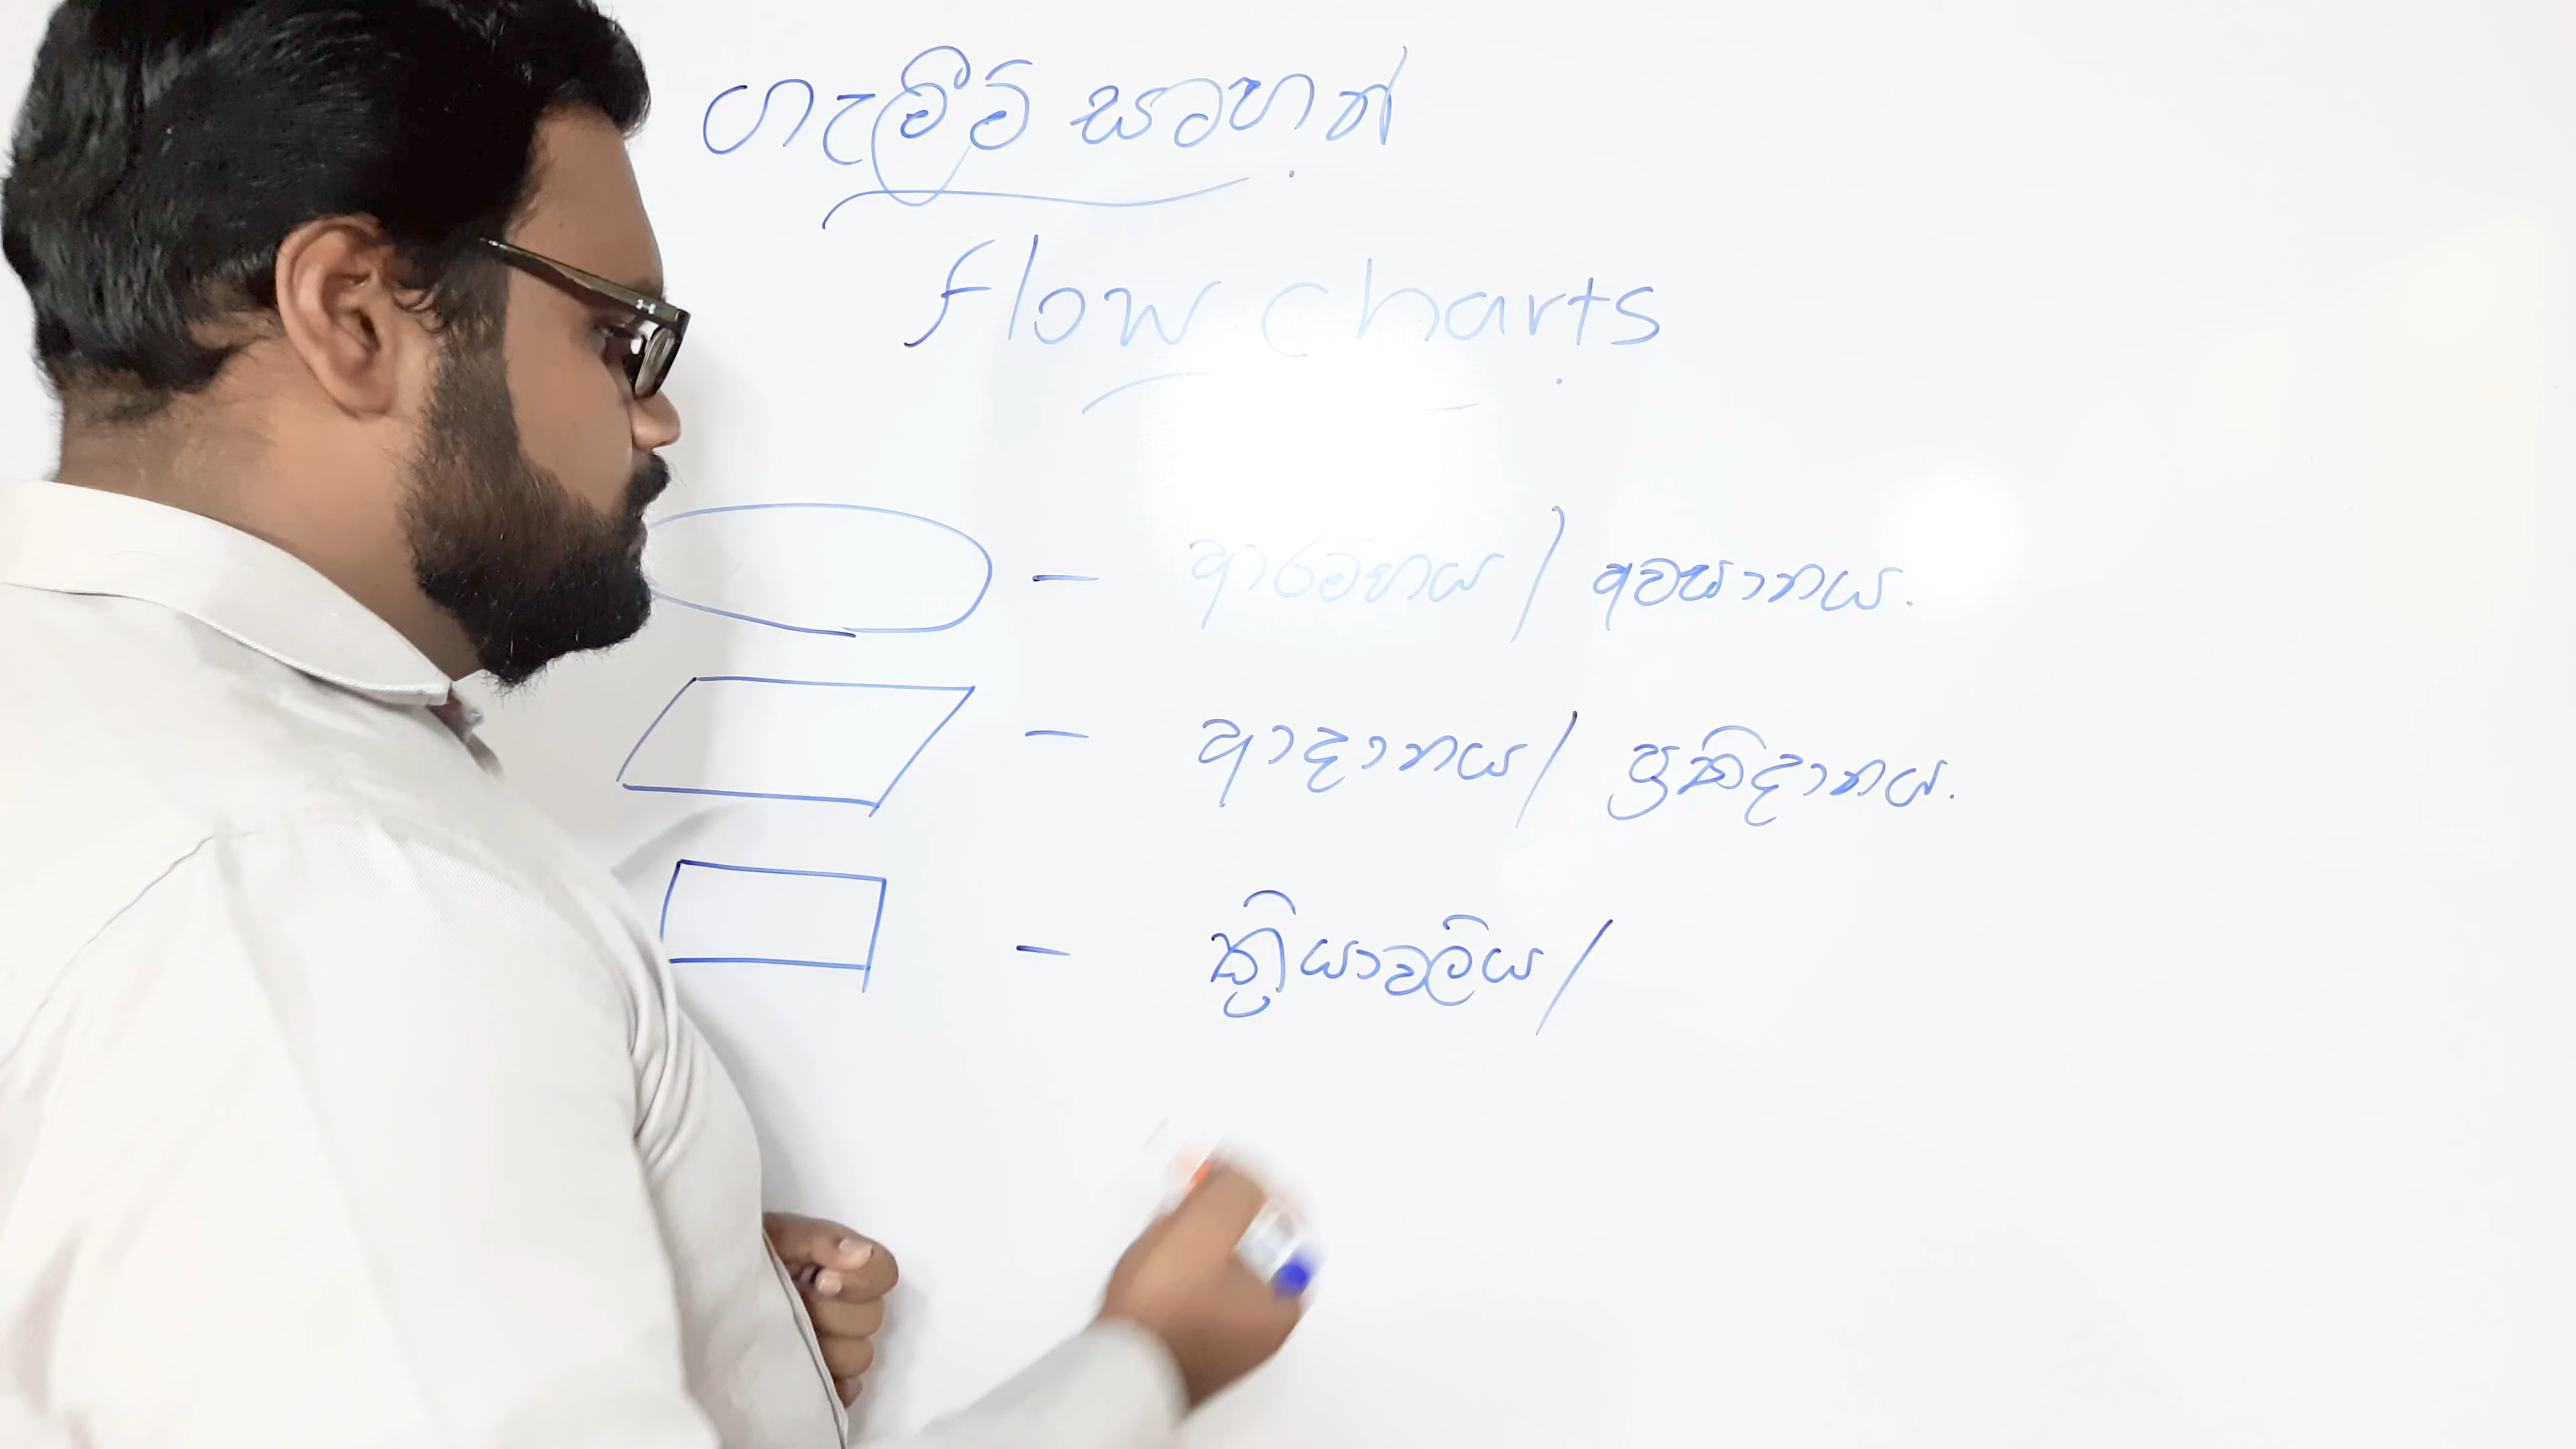 ගැලීම් සටහන්
flow charts
- ආරම්භය / අවසානය.
- ආදානය / ප්‍රතිදානය.
- ක්‍රියාවලිය /